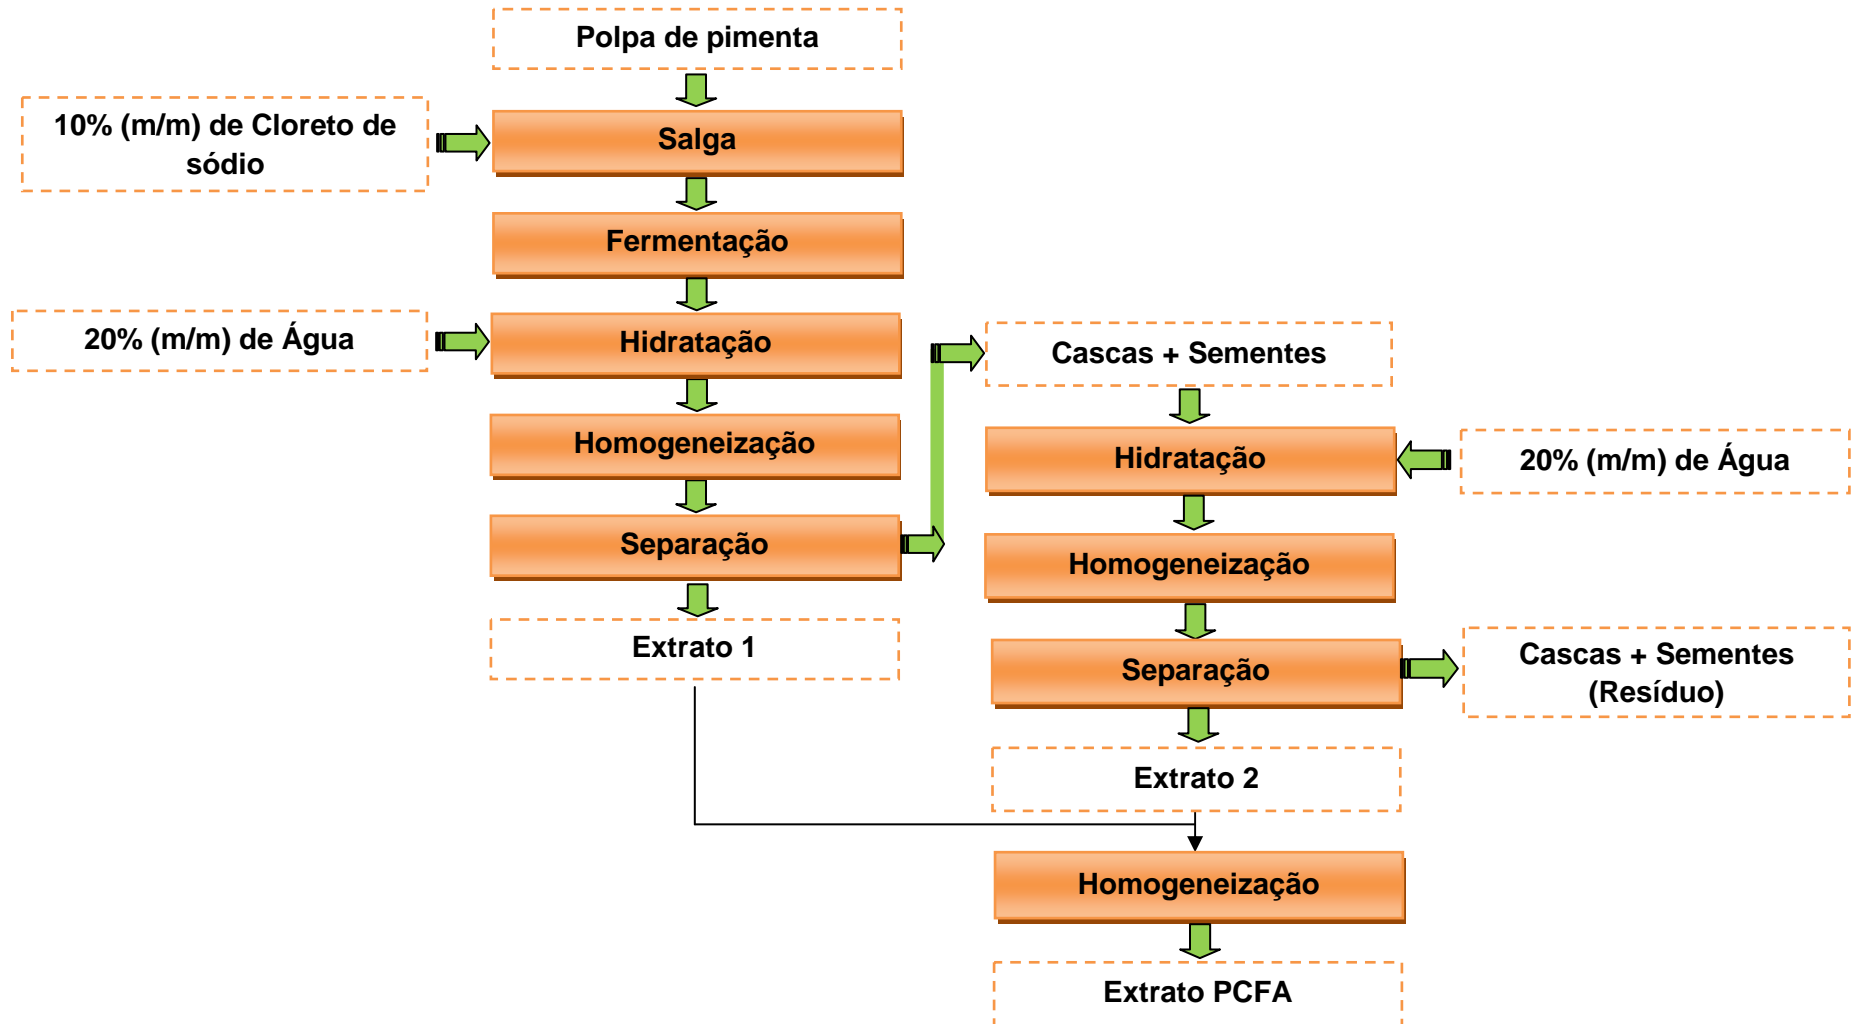 Polpa de pimenta
10% (m/m) de Cloreto de
sódio
Salga
Fermentação
20% (m/m) de Água
Hidratação
Homogeneização
Separação
Extrato 1
Cascas + Sementes
Hidratação
20% (m/m) de Água
Homogeneização
Separação
Cascas + Sementes
(Resíduo)
Extrato 2
Homogeneização
Extrato PCFA